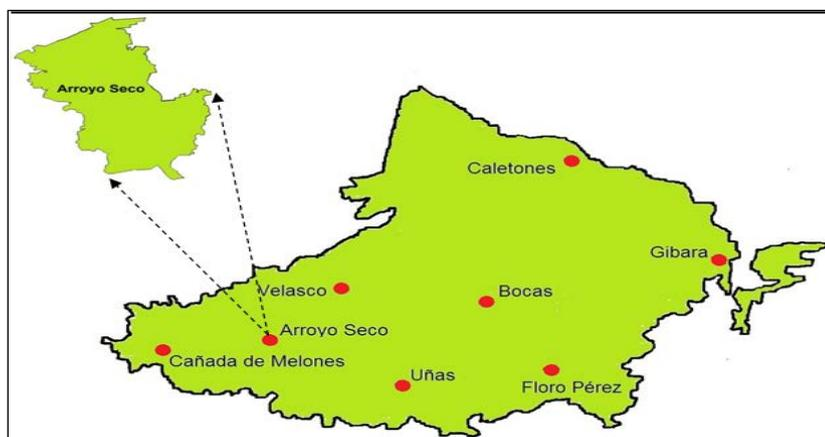 Arroyo Seco
Caletones
Gibara
Velasco
Bocas
Arroyo Seco
Cañada de Melones
Uñas
Floro Pérez